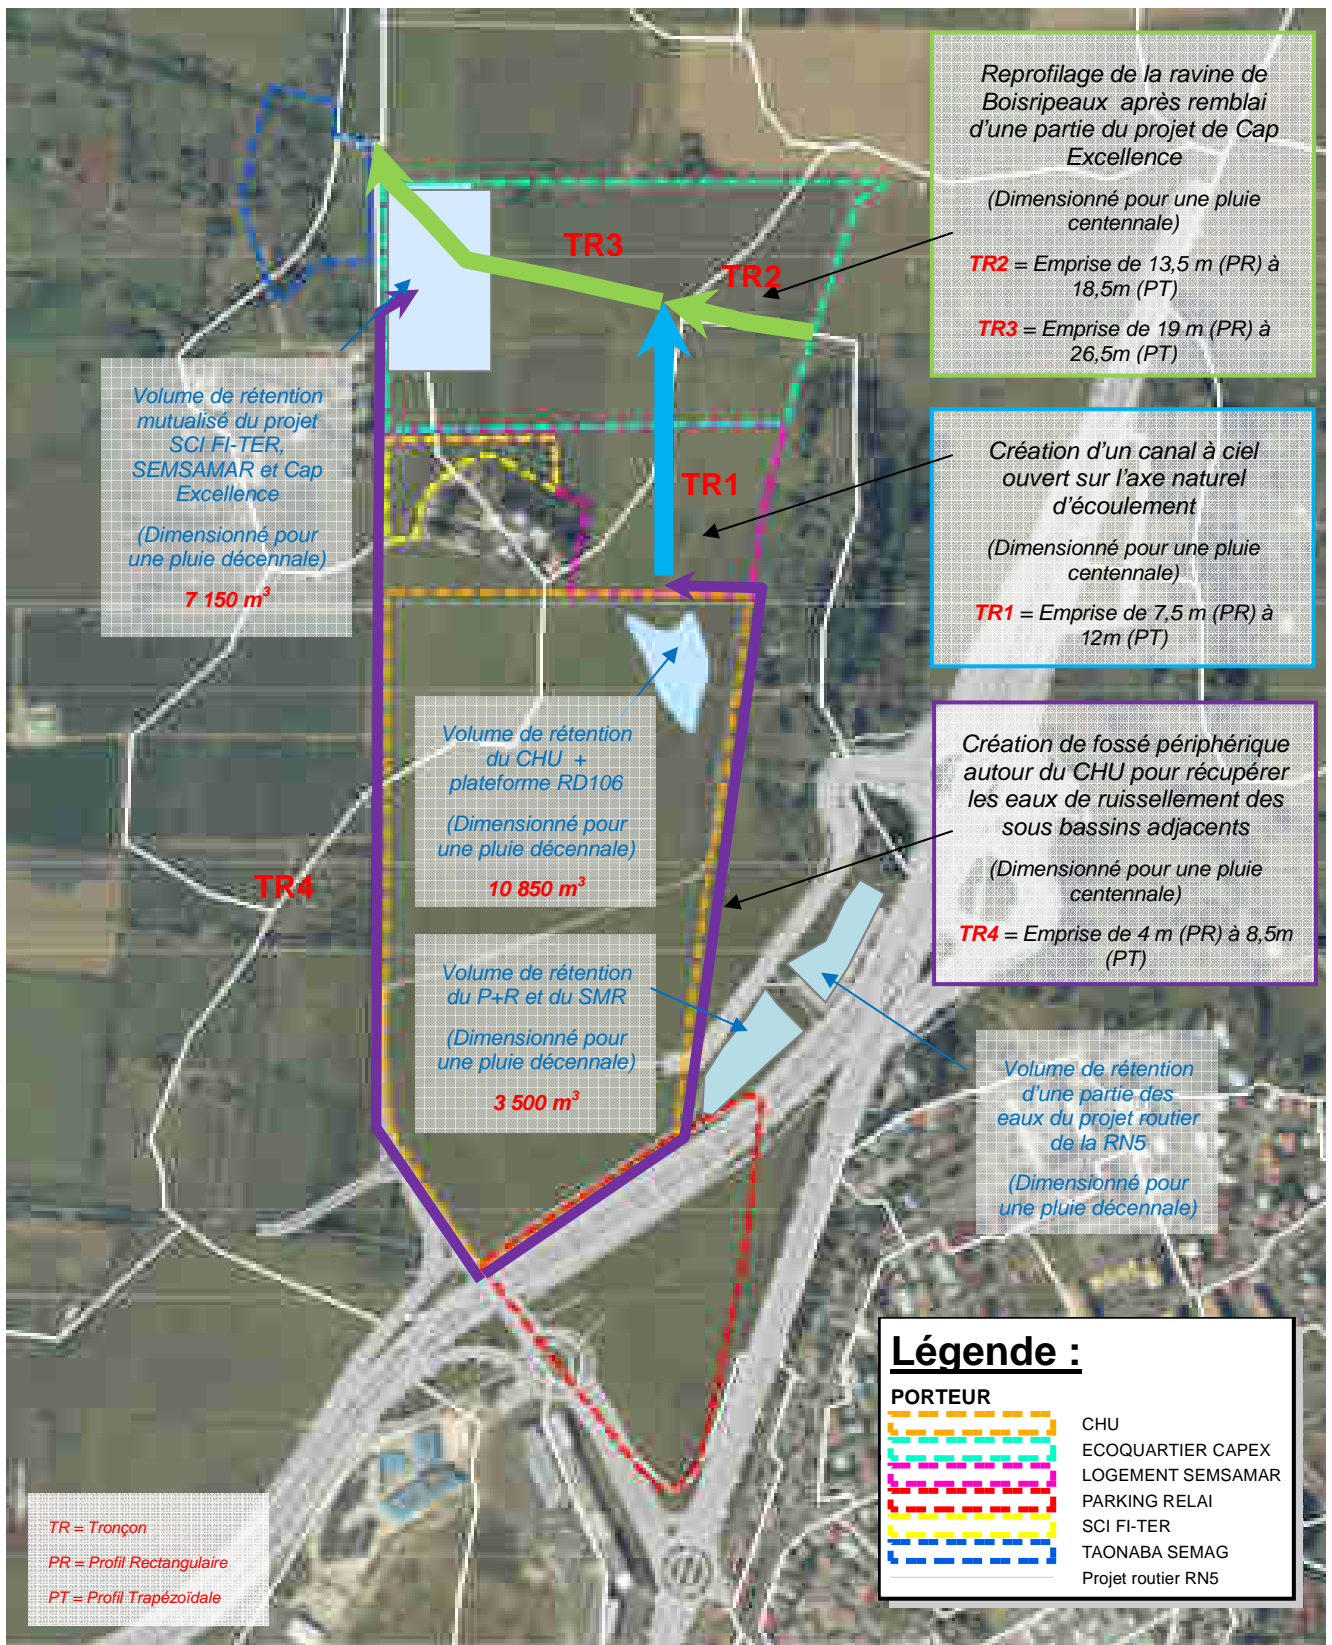 Reprofilage de la ravine de
Boisripeaux après remblai
d'une partie du projet de Cap
Excellence
(Dimensionné pour une pluie
centennale)
TR2 = Emprise de 13,5 m (PR) à
18,5m (PT)
TR3 = Emprise de 19 m (PR) à
26,5m (PT)
TR3
TR2
Volume de rétention
mutualisé du projet
SCI FI-TER,
SEMSAMAR et Cap
Excellence
(Dimensionné pour
une pluie décennale)
7 150 m³
TR1
Création d'un canal à ciel
ouvert sur l'axe naturel
d'écoulement
(Dimensionné pour une pluie
centennale)
TR1 = Emprise de 7,5 m (PR) à
12m (PT)
Volume de rétention
du CHU +
plateforme RD106
(Dimensionné pour
une pluie décennale)
10 850 m³
Création de fossé périphérique
autour du CHU pour récupérer
les eaux de ruissellement des
sous bassins adjacents
(Dimensionné pour une pluie
centennale)
TR4 = Emprise de 4 m (PR) à 8,5m
(PT)
TR4
Volume de rétention
du P+R et du SMR
(Dimensionné pour
une pluie décennale)
3 500 m³
Volume de rétention
d'une partie des
eaux du projet routier
de la RN5
(Dimensionné pour
une pluie décennale)
Légende :
PORTEUR
CHU
ECOQUARTIER CAPEX
LOGEMENT SEMSAMAR
PARKING RELAI
SCI FI-TER
TAONABA SEMAG
Projet routier RN5
TR = Tronçon
PR = Profil Rectangulaire
PT = Profil Trapézoïdale